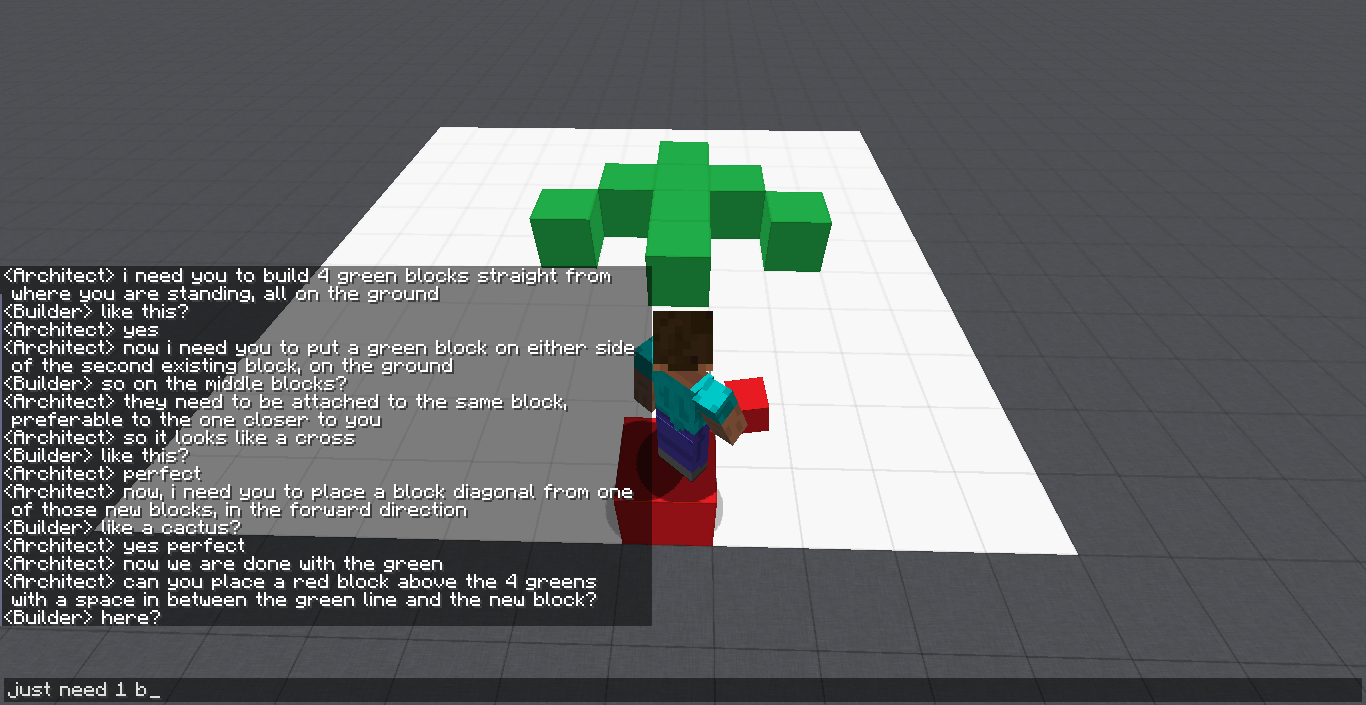 <Architect> i need you to build 4 green blocks straight from
where you are standing, all on the ground
<Builder> like this?
<Architect> yes
<Architect> now i need you to put a green block on either side
of the second existing block, on the ground
<Builder> so on the middle blocks?
<Architect> they need to be attached to the same block,
preferable to the one closer to you
<Architect> so it looks like a cross
<Builder> like this?
<Architect> perfect
<Architect> now, i need you to place a block diagonal from one
of those new blocks, in the forward direction
<Builder> like a cactus?
<Architect> yes perfect
<Architect> now we are done with the green
<Architect> can you place a red block above the 4 greens
with a space in between the green line and the new block?
<Builder> here?
just need 1 b_